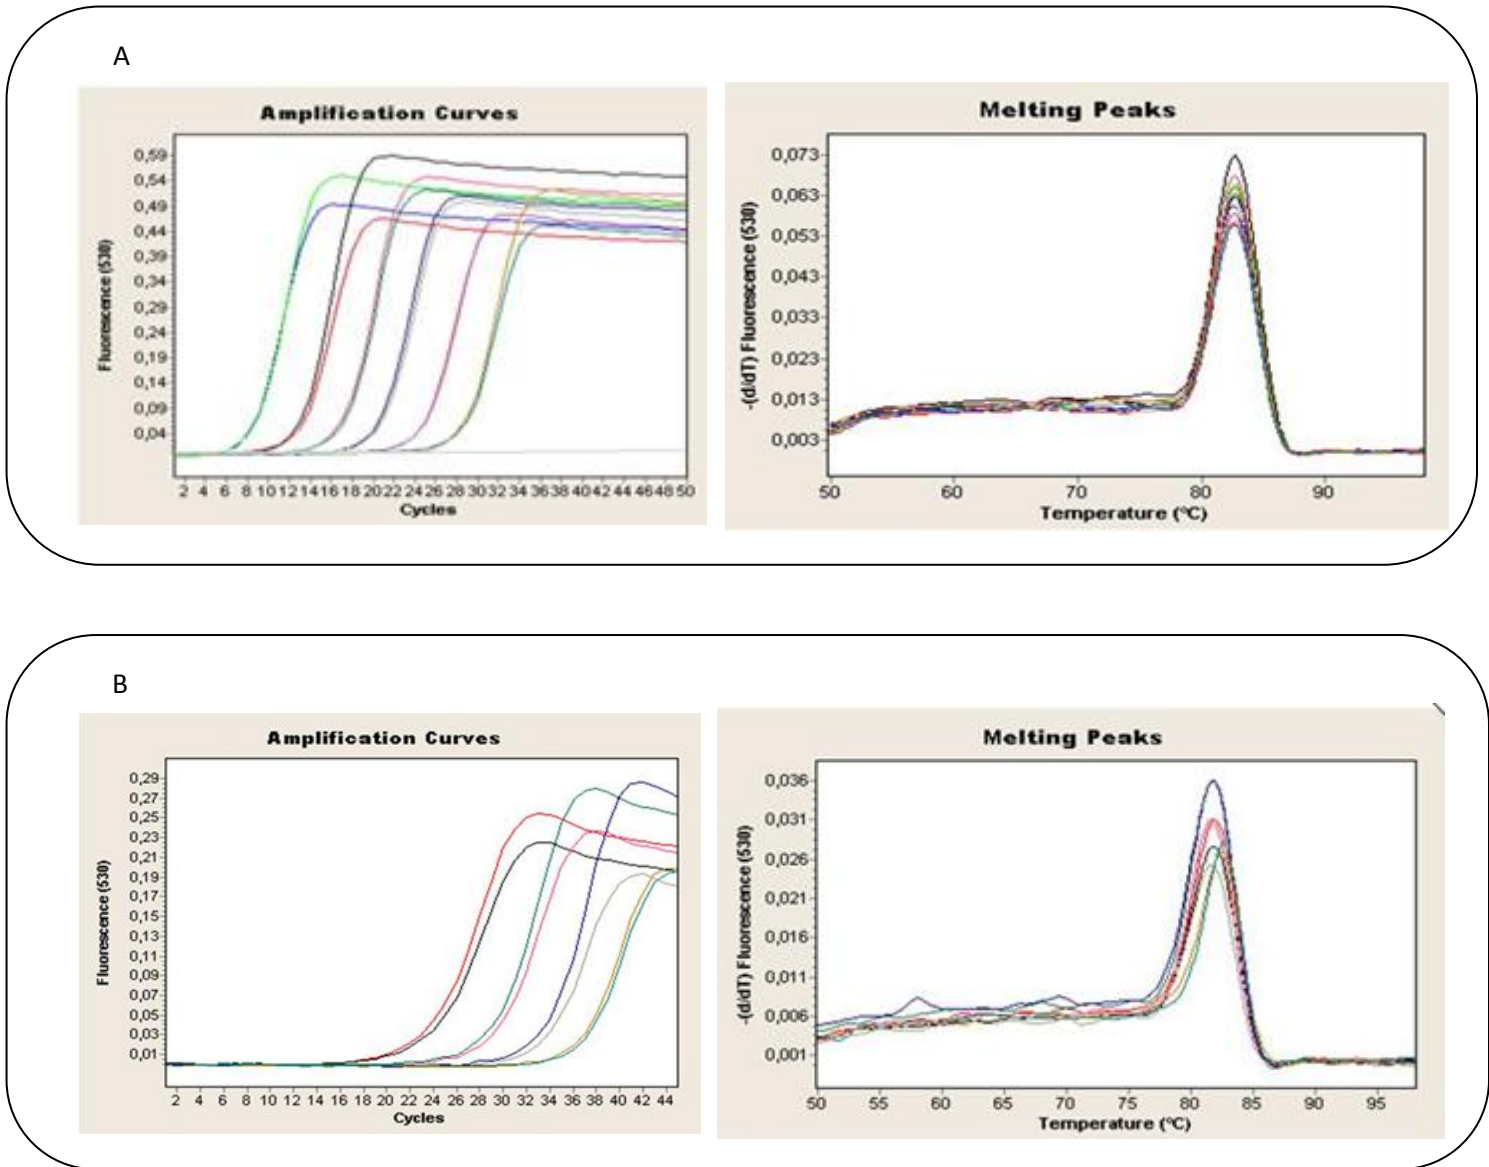 A
Amplification Curves
Fluorescence (530)
0,59
0,54
0,49
0,44
0,39
0,34
0,29
0,24
0,19
0,14
0,09
0,04
2 4 6 8 10 12 14 16 18 20 22 24 26 28 30 32 34 36 38 40 42 44 46 48 50
Cycles
Melting Peaks
-(d/dT) Fluorescence (530)
0,073
0,063
0,053
0,043
0,033
0,023
0,013
0,003
50 60 70 80 90
Temperature (ºC)
B
Amplification Curves
Fluorescence (530)
0,29
0,27
0,25
0,23
0,21
0,19
0,17
0,15
0,13
0,11
0,09
0,07
0,05
0,03
0,01
2 4 6 8 10 12 14 16 18 20 22 24 26 28 30 32 34 36 38 40 42 44
Cycles
Melting Peaks
-(d/dT) Fluorescence (530)
0,036
0,031
0,026
0,021
0,016
0,011
0,006
0,001
50 55 60 65 70 75 80 85 90 95
Temperature (ºC)